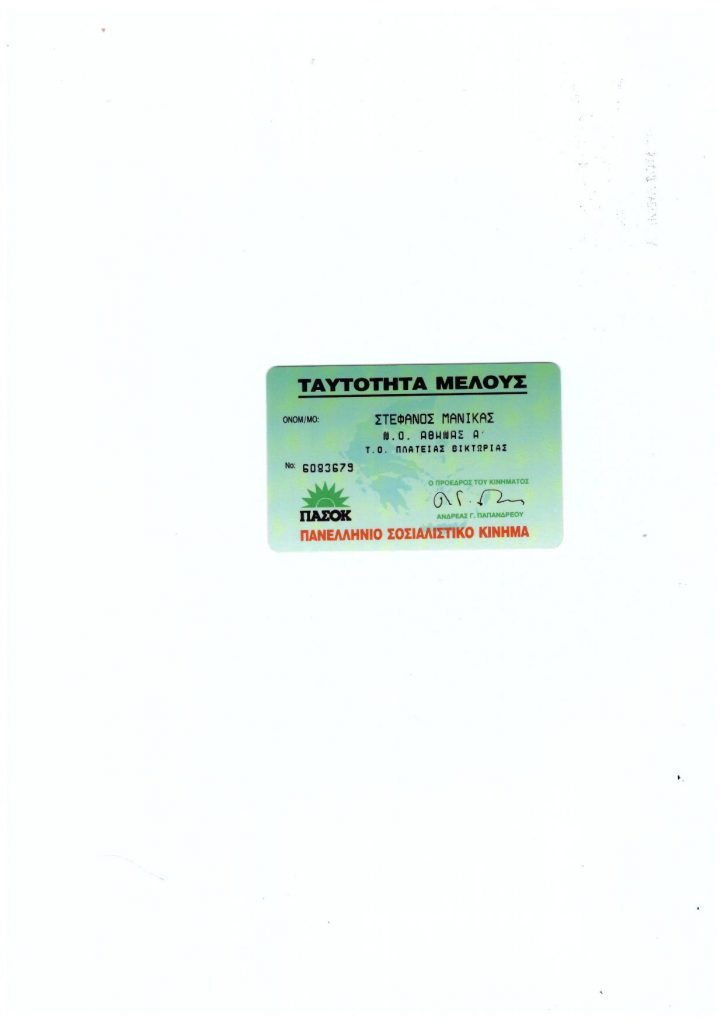 ΤΑΥΤΟΤΗΤΑ ΜΕΛΟΥΣ
ΟΝΟΜ/ΜΟ: ΣΤΕΦΑΝΟΣ ΜΑΝΙΚΑΣ
Ν.Ο. ΑΘΗΝΑΣ Α'
Τ.Ο. ΠΛΑΤΕΙΑΣ ΒΙΚΤΩΡΙΑΣ
Νο: 6083679
Ο ΠΡΟΕΔΡΟΣ ΤΟΥ ΚΙΝΗΜΑΤΟΣ
ΑΝΔΡΕΑΣ Γ. ΠΑΠΑΝΔΡΕΟΥ
ΠΑΣΟΚ
ΠΑΝΕΛΛΗΝΙΟ ΣΟΣΙΑΛΙΣΤΙΚΟ ΚΙΝΗΜΑ